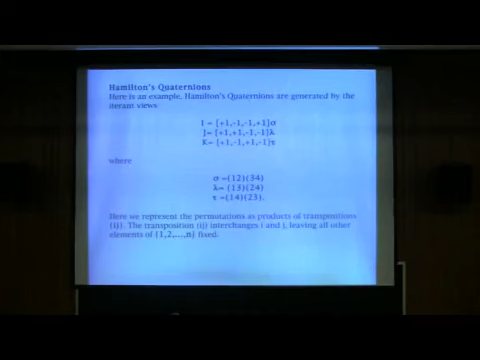 Hamilton's Quaternions
Here is an example, Hamilton's Quaternions are generated by the
iterant views
I = [+1,-1,-1,+1]σ
J= [+1,+1,-1,-1]λ
K= [+1,-1,+1,-1]τ
where
σ =(12)(34)
λ= (13)(24)
τ =(14)(23).
Here we represent the permutations as products of transpositions
(ij). The transposition (ij) interchanges i and j, leaving all other
elements of {1,2,...,n} fixed.